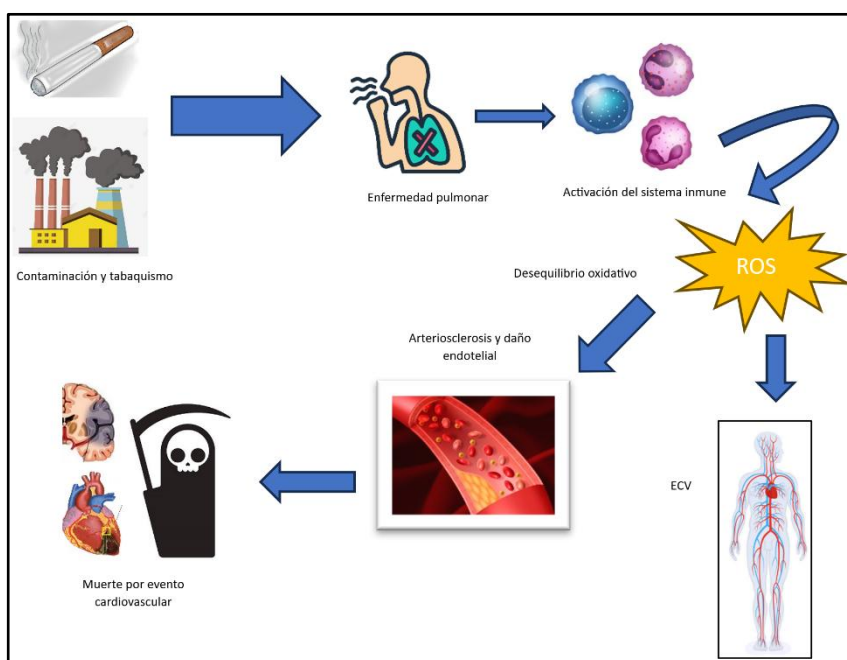 Contaminación y tabaquismo
Enfermedad pulmonar
Activación del sistema inmune
ROS
Desequilibrio oxidativo
Arteriosclerosis y daño
endotelial
ECV
Muerte por evento
cardiovascular